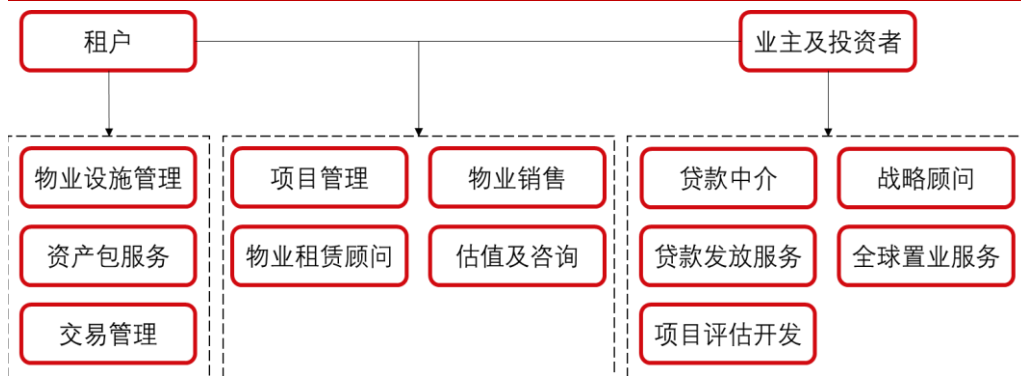 租户
业主及投资者
物业设施管理
资产包服务
交易管理
项目管理
物业销售
物业租赁顾问
估值及咨询
贷款中介
战略顾问
贷款发放服务
全球置业服务
项目评估开发